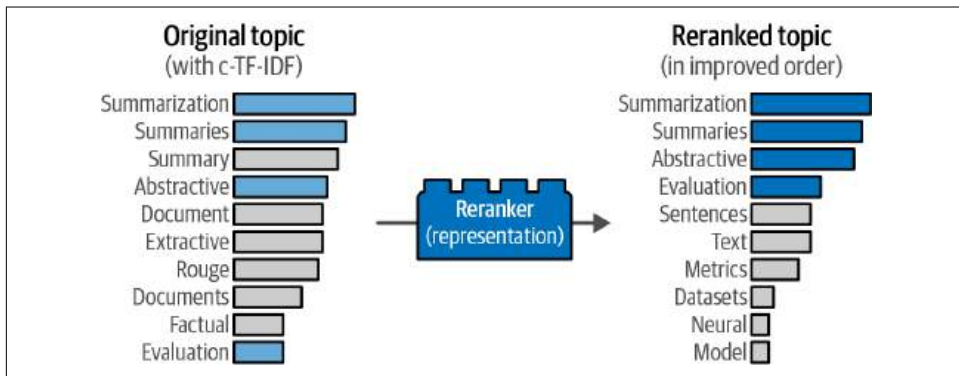 Original topic
(with c-TF-IDF)
Summarization
Summaries
Summary
Abstractive
Document
Extractive
Rouge
Documents
Factual
Evaluation
Reranker
(representation)
Reranked topic
(in improved order)
Summarization
Summaries
Abstractive
Evaluation
Sentences
Text
Metrics
Datasets
Neural
Model